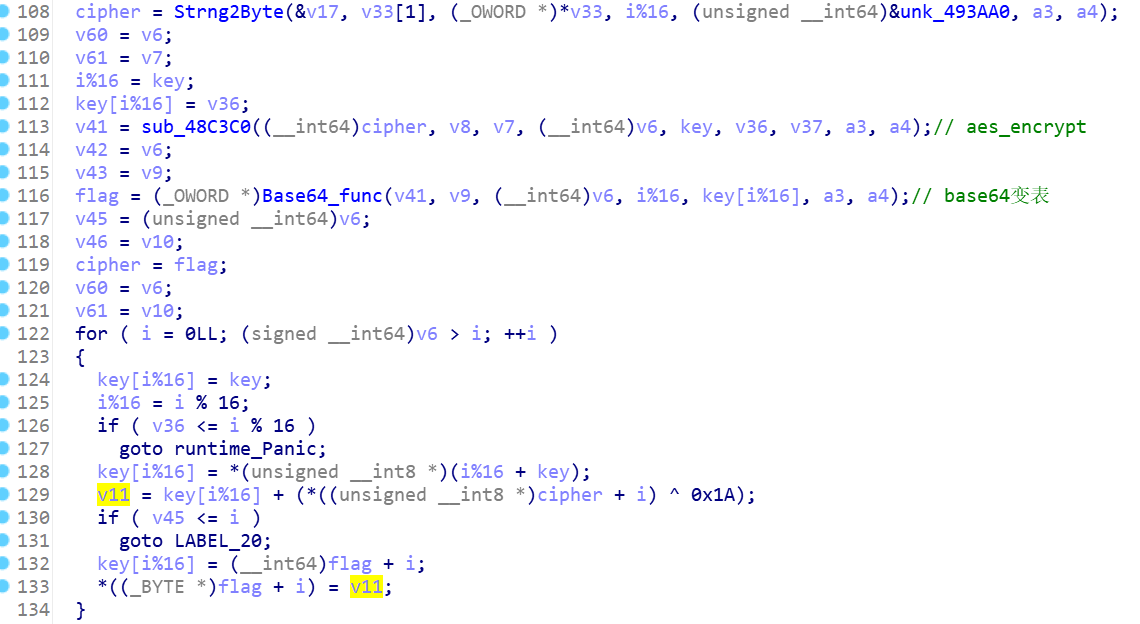 108 cipher = Strng2Byte(&v17, v33[1], (_OWORD *)*v33, i%16, (unsigned __int64)&unk_493AA0, a3, a4);
109 v60 = v6;
110 v61 = v7;
111 i%16 = key;
112 key[i%16] = v36;
113 v41 = sub_48C3C0((__int64)cipher, v8, v7, (__int64)v6, key, v36, v37, a3, a4);// aes_encrypt
114 v42 = v6;
115 v43 = v9;
116 flag = (_OWORD *)Base64_func(v41, v9, (__int64)v6, i%16, key[i%16], a3, a4);// base64变表
117 v45 = (unsigned __int64)v6;
118 v46 = v10;
119 cipher = flag;
120 v60 = v6;
121 v61 = v10;
122 for ( i = 0LL; (signed __int64)v6 > i; ++i )
123 {
124 key[i%16] = key;
125 i%16 = i % 16;
126 if ( v36 <= i % 16 )
127 goto runtime_Panic;
128 key[i%16] = *(unsigned __int8 *)(i%16 + key);
129 v11 = key[i%16] + (*((unsigned __int8 *)cipher + i) ^ 0x1A);
130 if ( v45 <= i )
131 goto LABEL_20;
132 key[i%16] = (__int64)flag + i;
133 *((_BYTE *)flag + i) = v11;
134 }